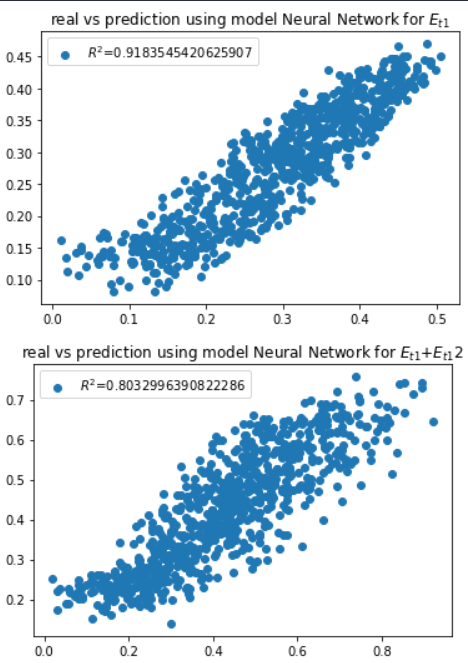 real vs prediction using model Neural Network for E_{t1}
R²=0.9183545420625907
0.45
0.40
0.35
0.30
0.25
0.20
0.15
0.10
0.0 0.1 0.2 0.3 0.4 0.5
real vs prediction using model Neural Network for E_{t1}+E_{t1}2
R²=0.8032996390822286
0.7
0.6
0.5
0.4
0.3
0.2
0.0 0.2 0.4 0.6 0.8